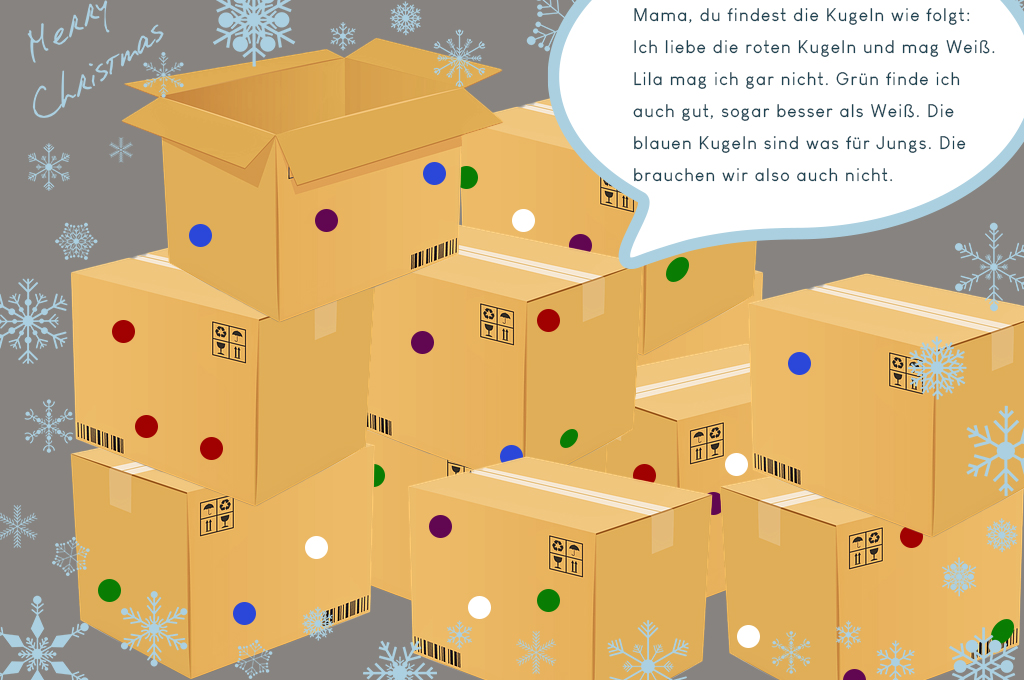 Merry
Christmas
Mama, du findest die Kugeln wie folgt:
Ich liebe die roten Kugeln und mag Weiß.
Lila mag ich gar nicht. Grün finde ich
auch gut, sogar besser als Weiß. Die
blauen Kugeln sind was für Jungs. Die
brauchen wir also auch nicht.